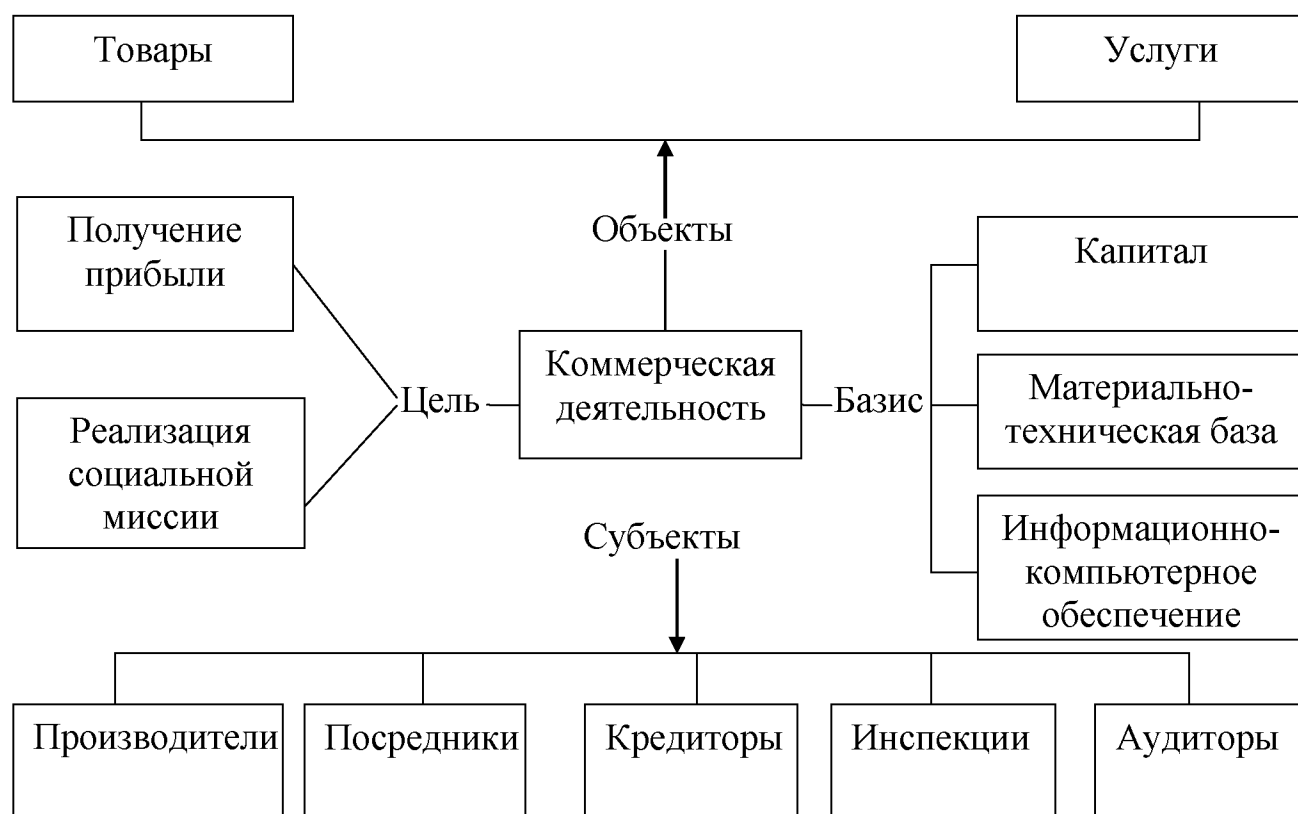 Товары
Услуги
Объекты
Получение
прибыли
Капитал
Коммерческая
деятельность
Цель
Базис
Материально-
техническая база
Реализация
социальной
миссии
Субъекты
Информационно-
компьютерное
обеспечение
Производители
Посредники
Кредиторы
Инспекции
Аудиторы